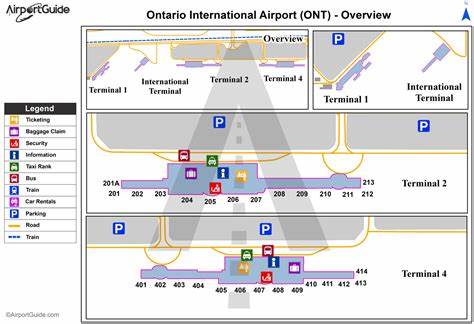 AirportGuide
Ontario International Airport (ONT) - Overview
N
Legend
Ticketing
Baggage Claim
Security
Information
Taxi Rank
Bus
Train
Car Rentals
Parking
Road
Train
©AirportGuide.com
Overview
Terminal 1
International
Terminal
Terminal 2
Terminal 4
P
Terminal 1
International
Terminal
P
P
201A
201
202
203
204
205
206
207
208
209
210
211
212
213
Terminal 2
P
P
401
402
403
404
405
406
407
408
409
410
411
412
413
414
Terminal 4
©AirportGuide.com